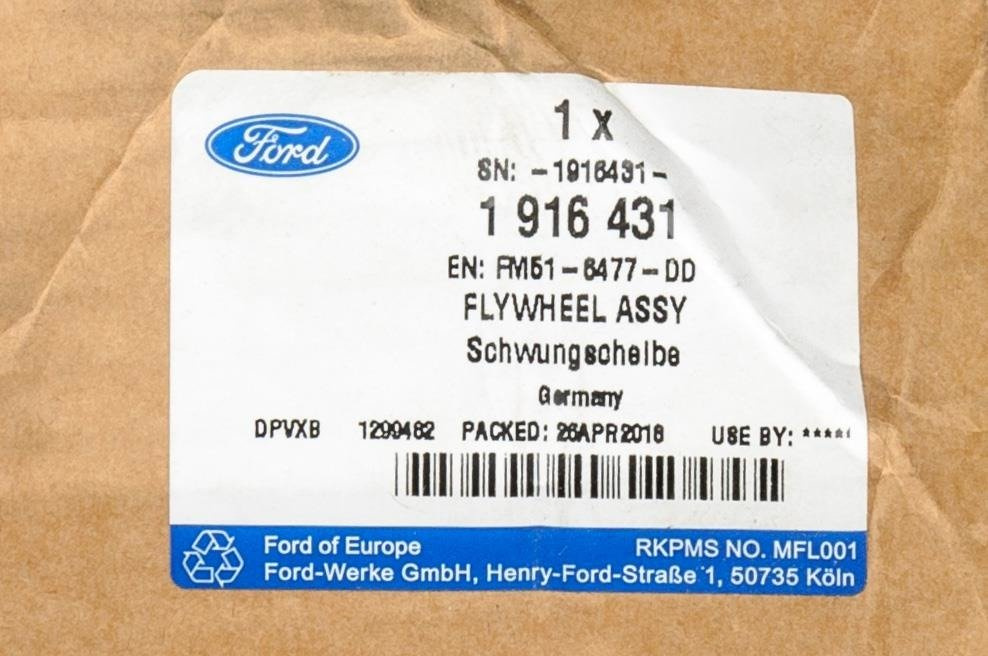 Ford
1 x
SN: -1916431-
1 916 431
EN: FM51-6477-DD
FLYWHEEL ASSY
Schwungscheibe
Germany
DPVXB 1299462 PACKED: 26APR2016 USE BY: *****
Ford of Europe RKPMS NO. MFL001
Ford-Werke GmbH, Henry-Ford-Straße 1, 50735 Köln